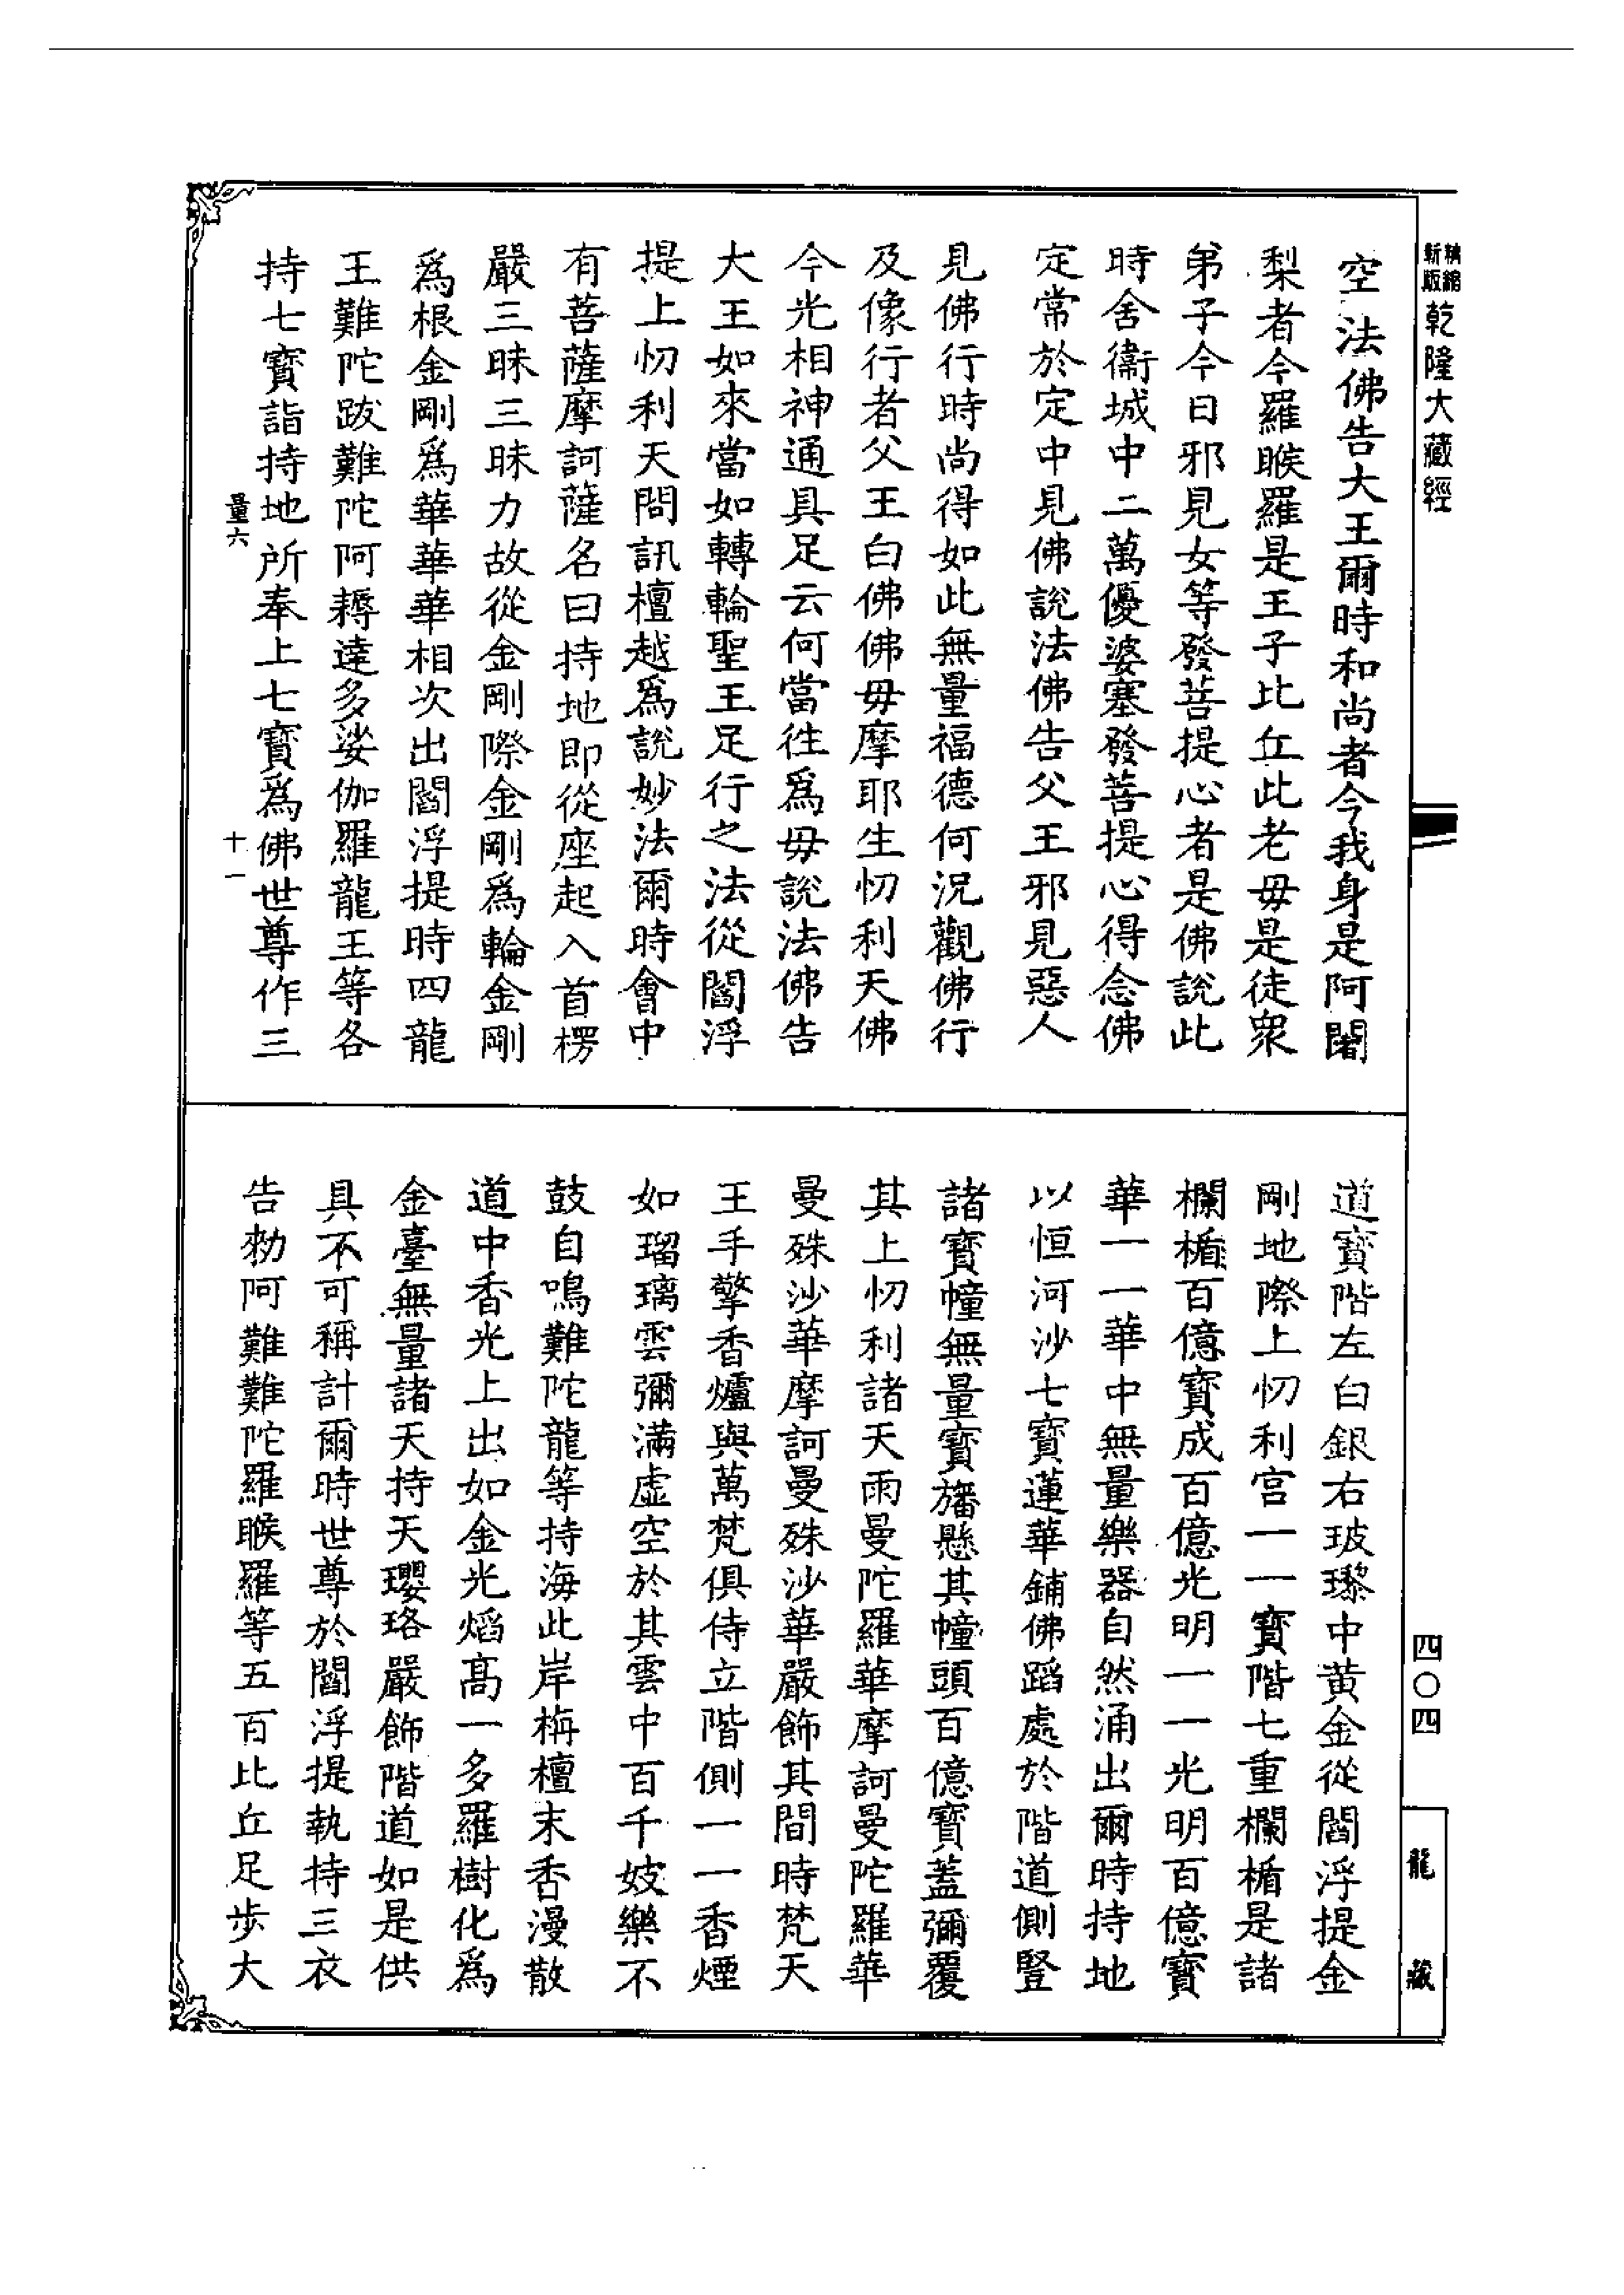 新版精縮乾隆大藏經
空法佛告大王爾時和尚者今我身是阿闍
梨者今羅睺羅是王子比丘此老毋是徒衆
弟子今日邪見女等發菩提心者是佛說此
時舍衞城中二萬優婆塞發菩提心得念佛
定常於定中見佛說法佛告父王邪見惡人
見佛行時尚得如此無量福德何況觀佛行
及像行者父王白佛佛毋摩耶生忉利天佛
今光相神通具足云何當徃爲毋說法佛告
大王如來當如轉輪聖王足行之法從閻浮
提上忉利天問訊檀越爲說妙法爾時會中
有菩薩摩訶薩名曰持地即從座起入首楞
嚴三昧三昧力故從金剛際金剛爲輪金剛
爲根金剛爲華華華相次出閻浮提時四龍
王難陀跋難陀阿耨達多娑伽羅龍王等各
持七寳詣持地所奉上七寳爲佛世尊作三
量六
十一
道寳階左白銀右玻瓈中黄金從閻浮提金
剛地際上忉利宫一一寳階七重欄楯是諸
欄楯百億寳成百億光明一一光明百億寳
華一一華中無量樂器自然涌出爾時持地
以恒河沙七寳蓮華鋪佛蹈處於階道側豎
諸寳幢無量寳旛懸其幢頭百億寳蓋彌覆
其上忉利諸天雨曼陀羅華摩訶曼陀羅華
曼殊沙華摩訶曼殊沙華嚴飾其間時梵天
王手擎香爐與萬梵俱侍立階側一一香煙
如瑠璃雲彌滿虛空於其雲中百千妓樂不
鼓自鳴難陀龍等持海此岸栴檀末香漫散
道中香光上出如金光熖髙一多羅樹化爲
金臺無量諸天持天瓔珞嚴飾階道如是供
具不可稱計爾時世尊於閻浮提執持三衣
告勑阿難難陀羅睺羅等五百比丘足步大
四〇四
龍藏